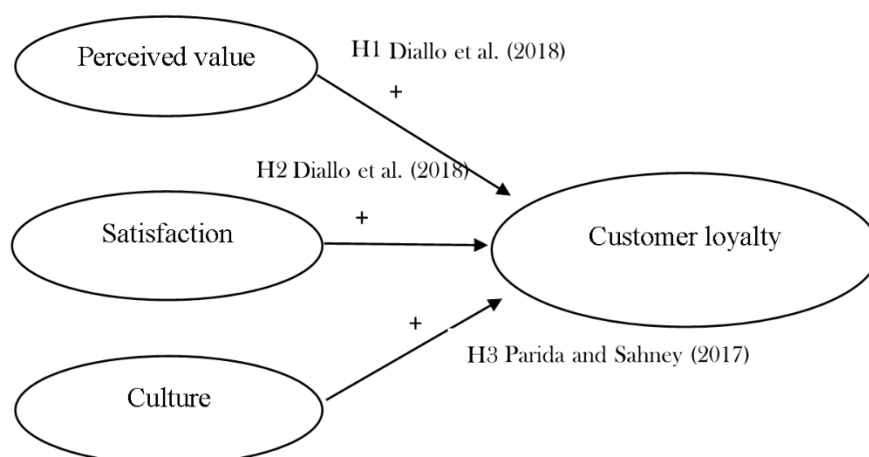 Perceived value
H1 Diallo et al. (2018)
+
H2 Diallo et al. (2018)
Satisfaction
+
Customer loyalty
+
H3 Parida and Sahney (2017)
Culture